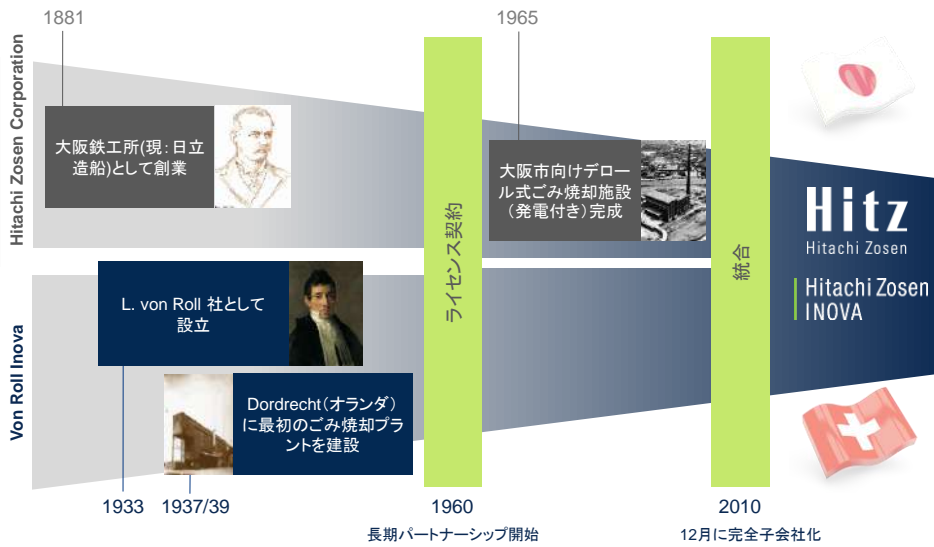 1881
1965
Hitachi Zosen Corporation
大阪鉄工所(現:日立
造船)として創業
大阪市向けデロー
ル式ごみ焼却施設
(発電付き)完成
ライセンス契約
統合
Hitz
Hitachi Zosen
Hitachi Zosen
INOVA
Von Roll Inova
L. von Roll 社として
設立
Dordrecht(オランダ)
に最初のごみ焼却プラ
ントを建設
1933
1937/39
1960
2010
長期パートナーシップ開始
12月に完全子会社化